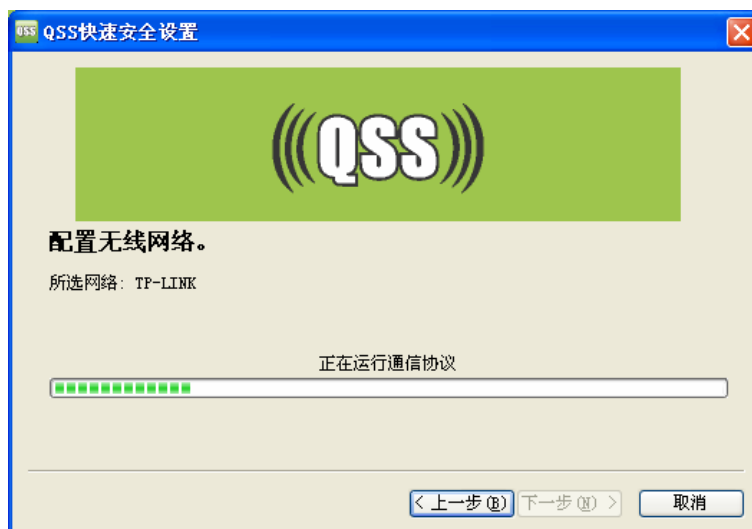 QSS QSS快速安全设置
QSS
配置无线网络。
所选网络: TP-LINK
正在运行通信协议
< 上一步(B) 下一步(N) > 取消